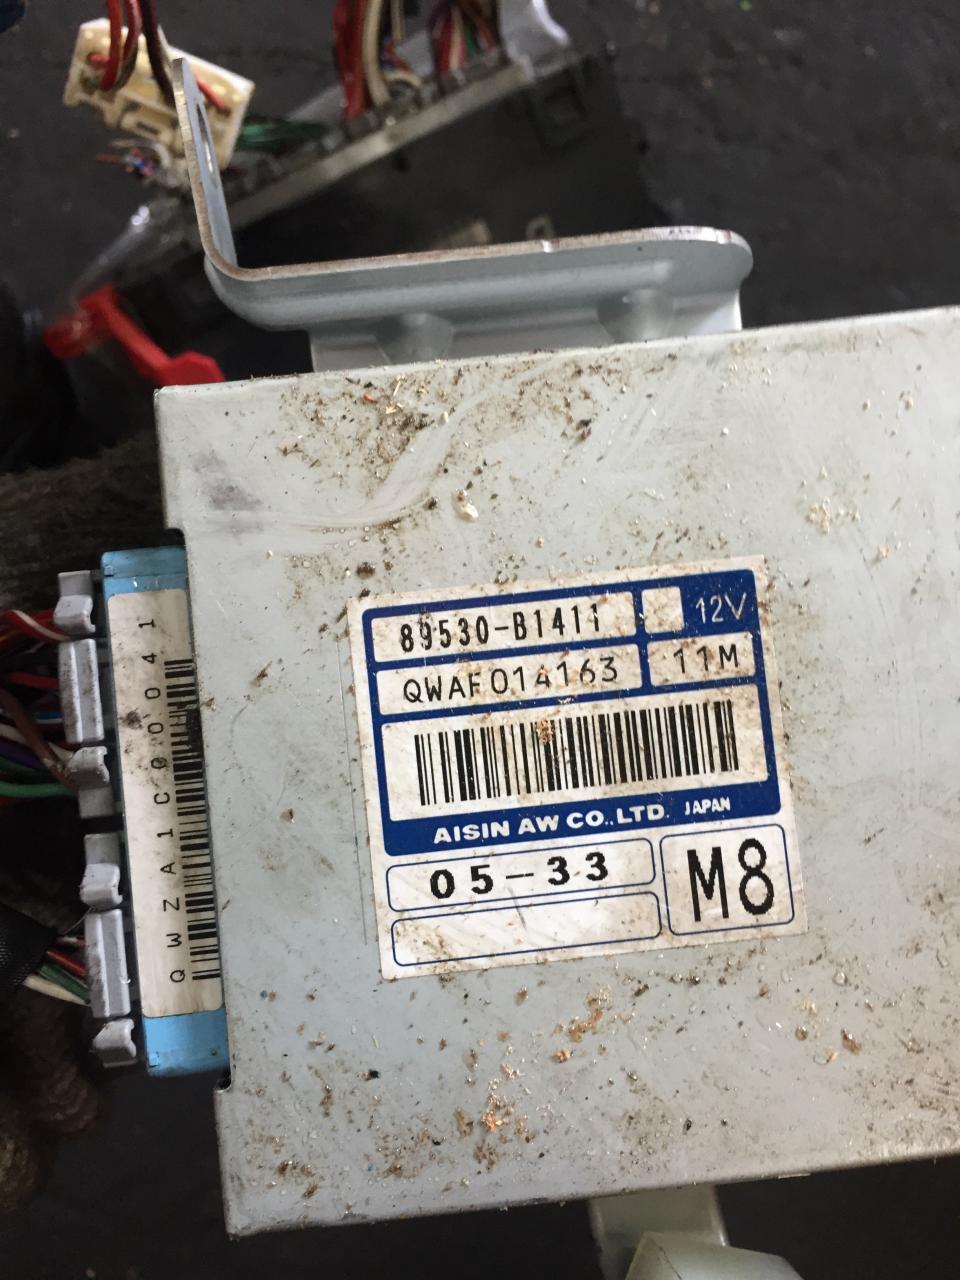 89530-B1411
12V
QWAF014163
11M
AISIN AW CO.,LTD. JAPAN
05-33
M8
QWZA1C00041